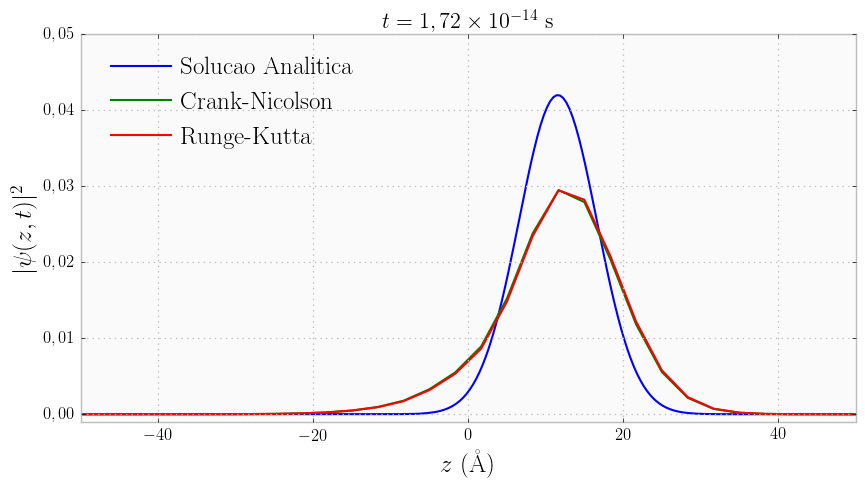 t = 1,72 × 10⁻¹⁴ s
0,05
Solucao Analitica
0,04
Crank-Nicolson
Runge-Kutta
0,03
|ψ(z, t)|²
0,02
0,01
0,00
−40 −20 0 20 40
z (Å)